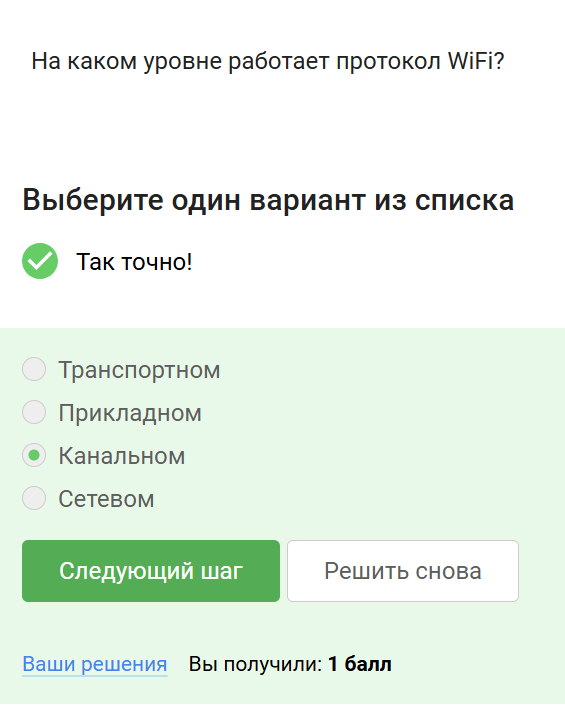 На каком уровне работает протокол WiFi?
Выберите один вариант из списка
Так точно!
Транспортном
Прикладном
Канальном
Сетевом
Следующий шаг Решить снова
Ваши решения Вы получили: 1 балл